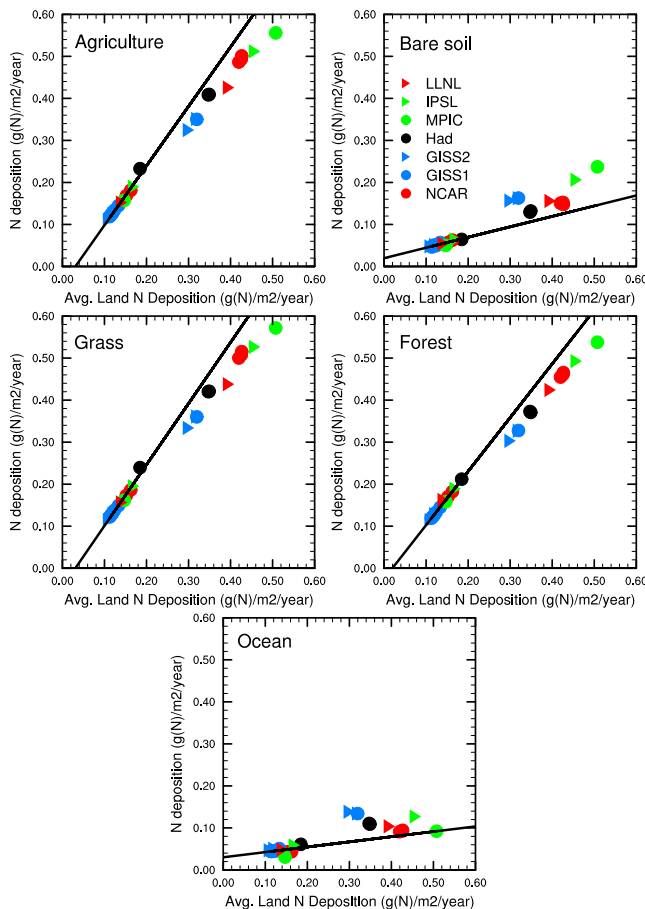 Agriculture
N deposition (g(N)/m2/year)
0.60
0.50
0.40
0.30
0.20
0.10
0.00
0.00 0.10 0.20 0.30 0.40 0.50 0.60
Avg. Land N Deposition (g(N)/m2/year)
Bare soil
LLNL
IPSL
MPIC
Had
GISS2
GISS1
NCAR
N deposition (g(N)/m2/year)
0.60
0.50
0.40
0.30
0.20
0.10
0.00
0.00 0.10 0.20 0.30 0.40 0.50 0.60
Avg. Land N Deposition (g(N)/m2/year)
Grass
N deposition (g(N)/m2/year)
0.60
0.50
0.40
0.30
0.20
0.10
0.00
0.00 0.10 0.20 0.30 0.40 0.50 0.60
Avg. Land N Deposition (g(N)/m2/year)
Forest
N deposition (g(N)/m2/year)
0.60
0.50
0.40
0.30
0.20
0.10
0.00
0.00 0.10 0.20 0.30 0.40 0.50 0.60
Avg. Land N Deposition (g(N)/m2/year)
Ocean
N deposition (g(N)/m2/year)
0.60
0.50
0.40
0.30
0.20
0.10
0.00
0.00 0.10 0.20 0.30 0.40 0.50 0.60
Avg. Land N Deposition (g(N)/m2/year)